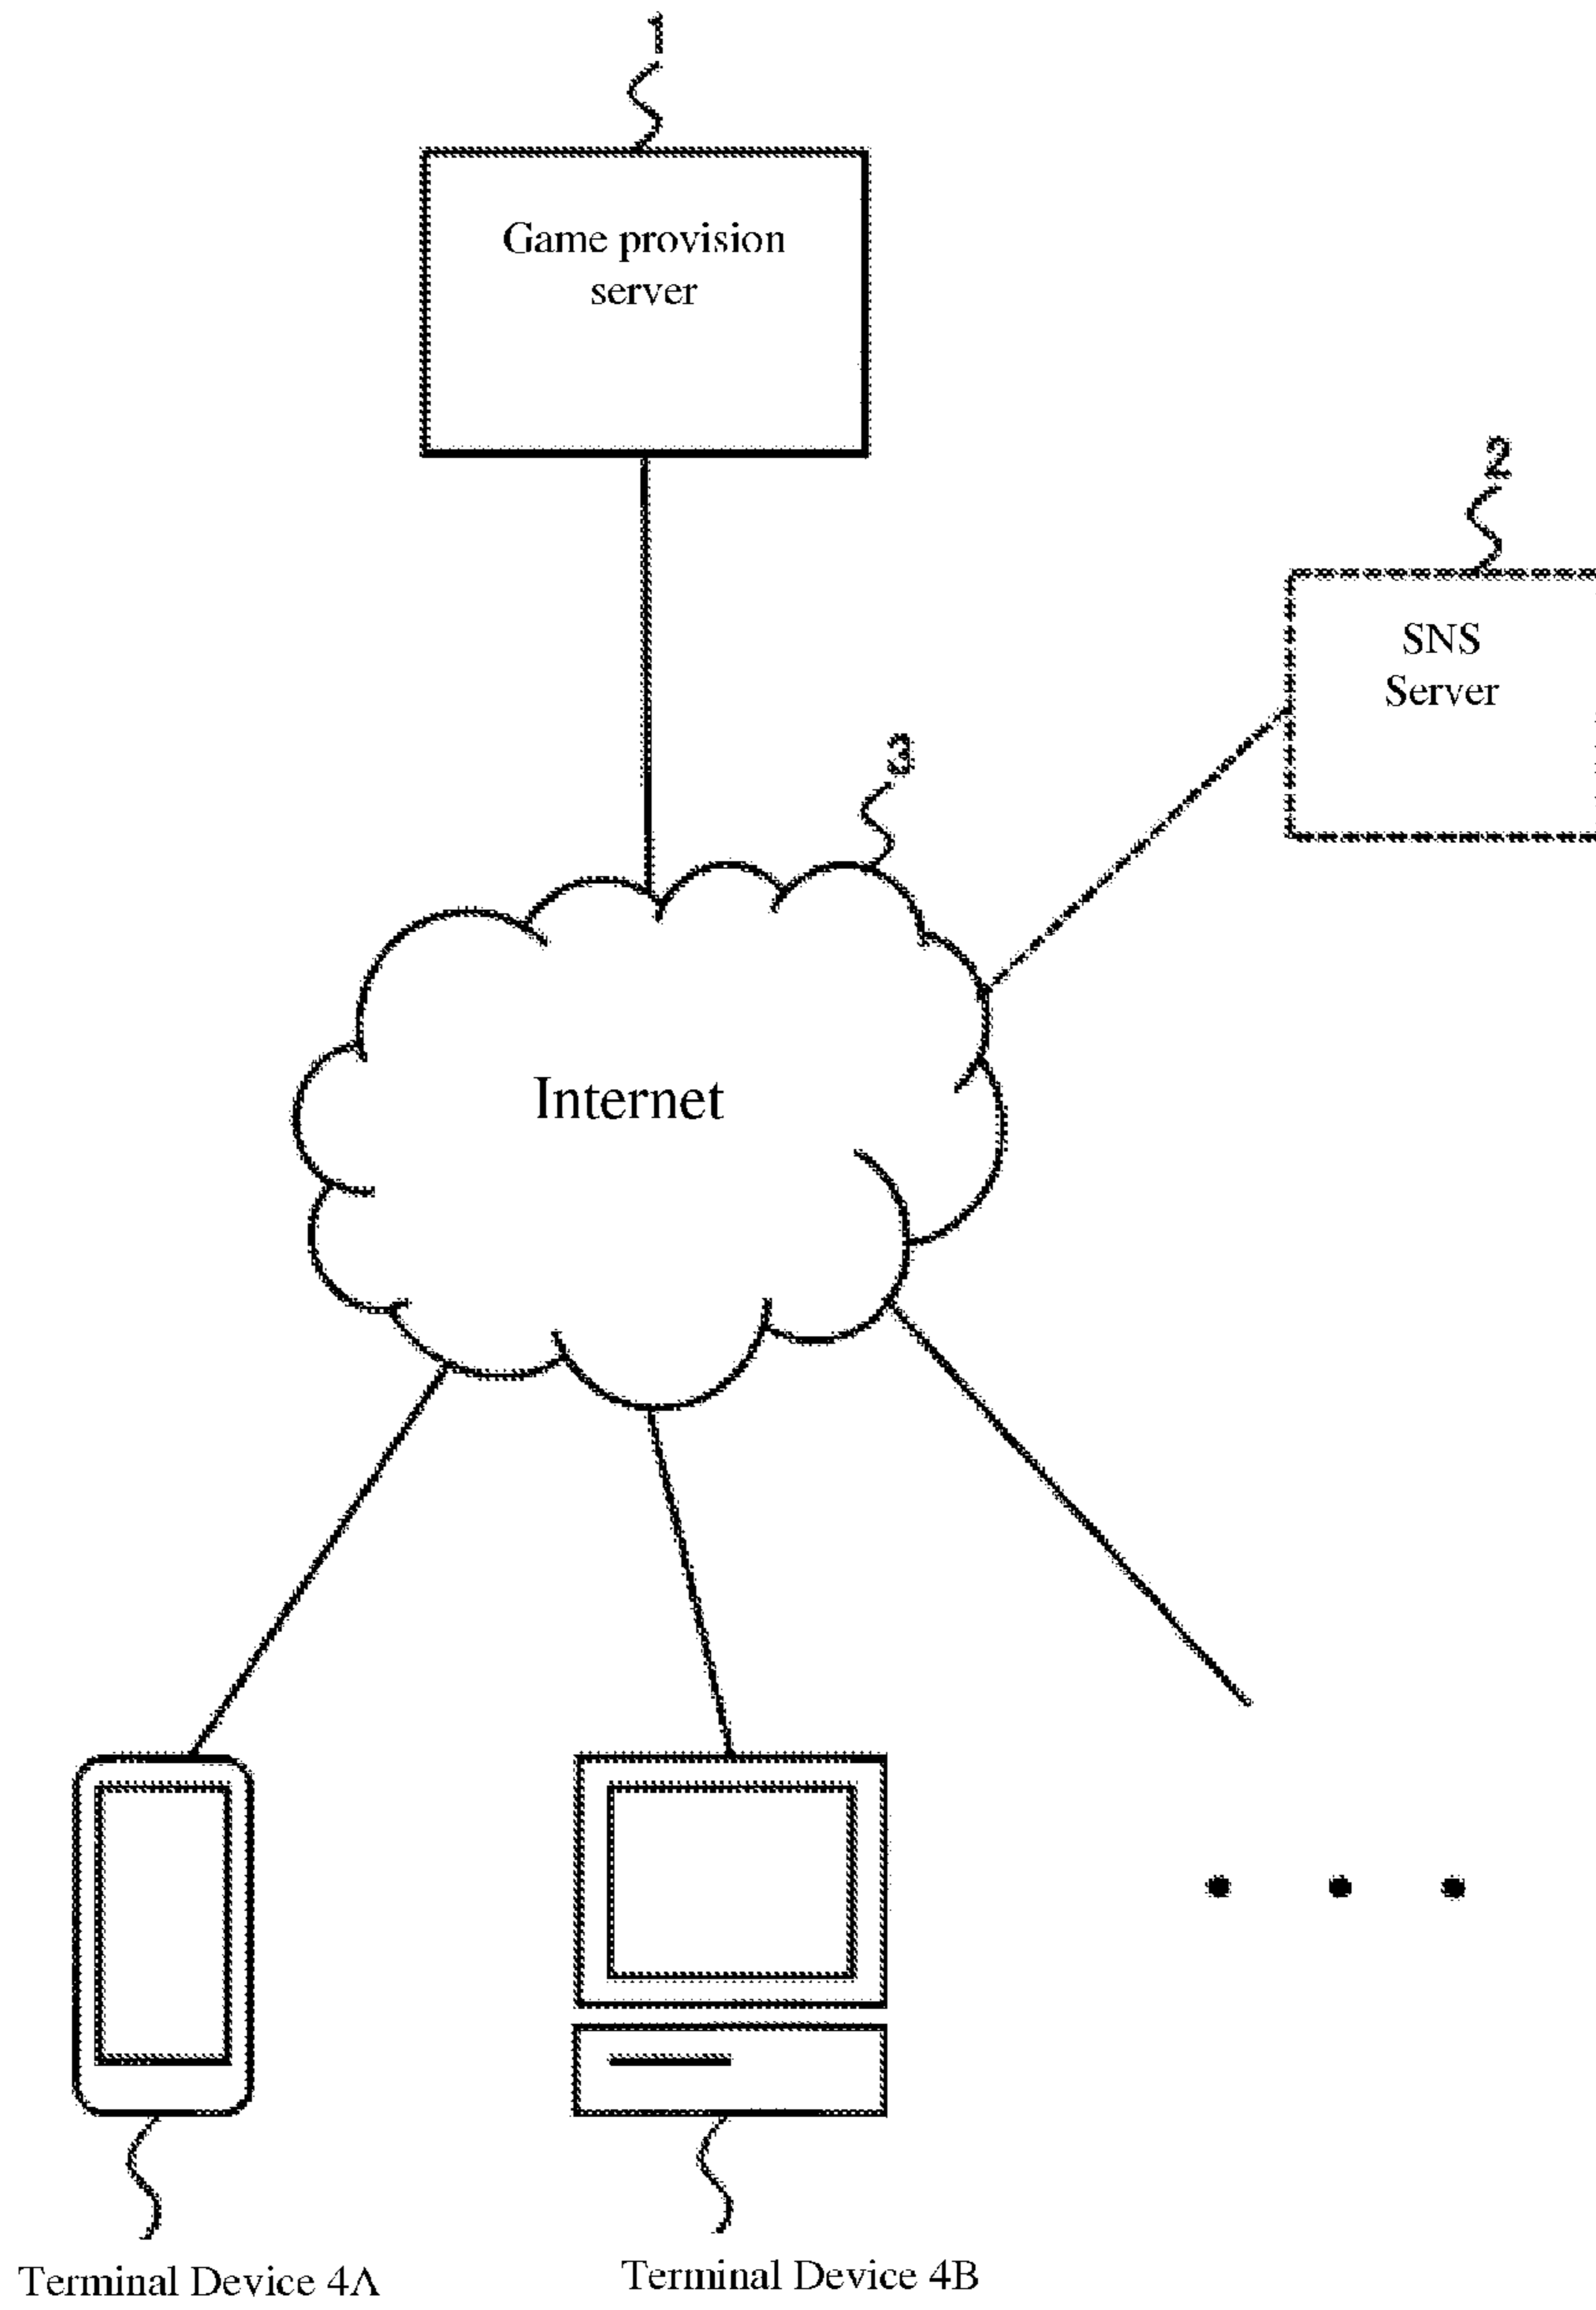 1
Game provision
server
2
SNS
Server
3
Internet
Terminal Device 4A
Terminal Device 4B